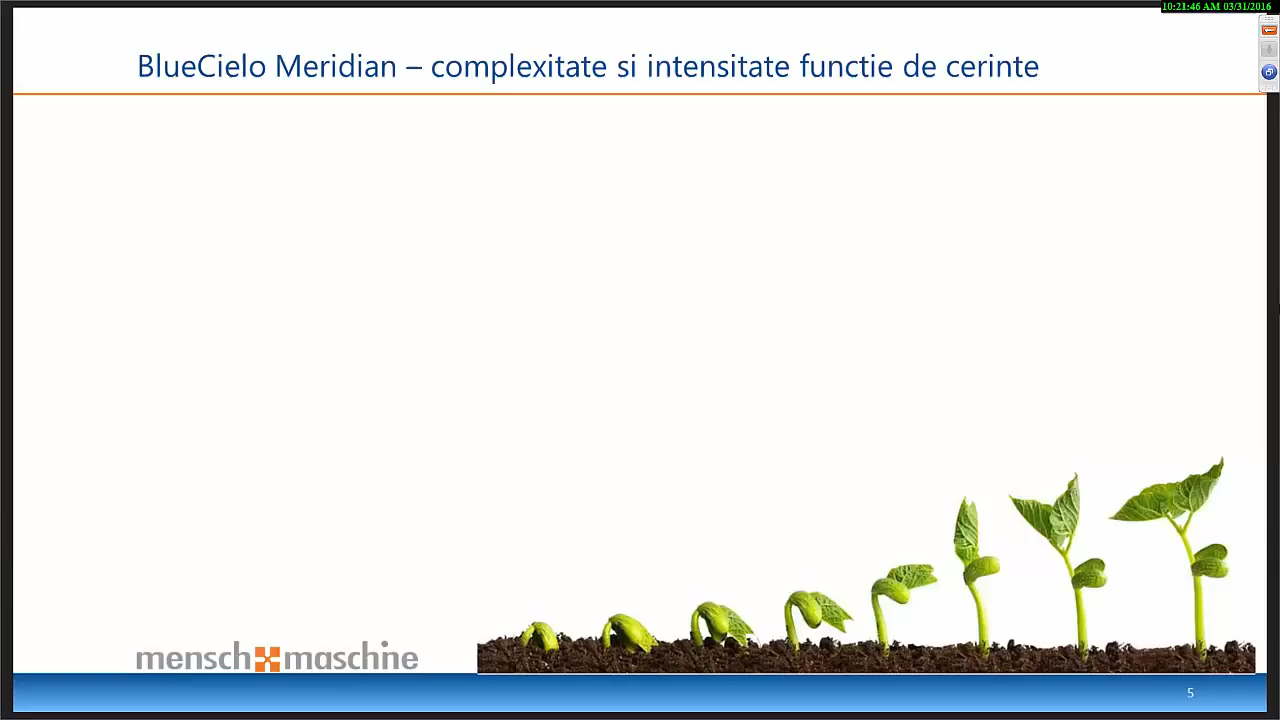 10:21:46 AM 03/31/2016
BlueCielo Meridian – complexitate si intensitate functie de cerinte
mensch maschine
5